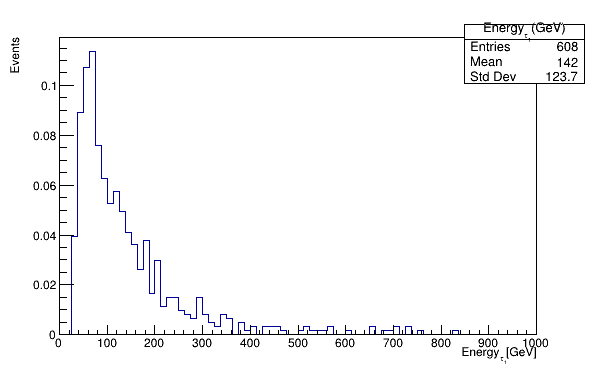 Energy_τ₁(GeV)
Entries 608
Mean 142
Std Dev 123.7
Events
0.1
0.08
0.06
0.04
0.02
0
0 100 200 300 400 500 600 700 800 900 1000
Energy_τ₁[GeV]